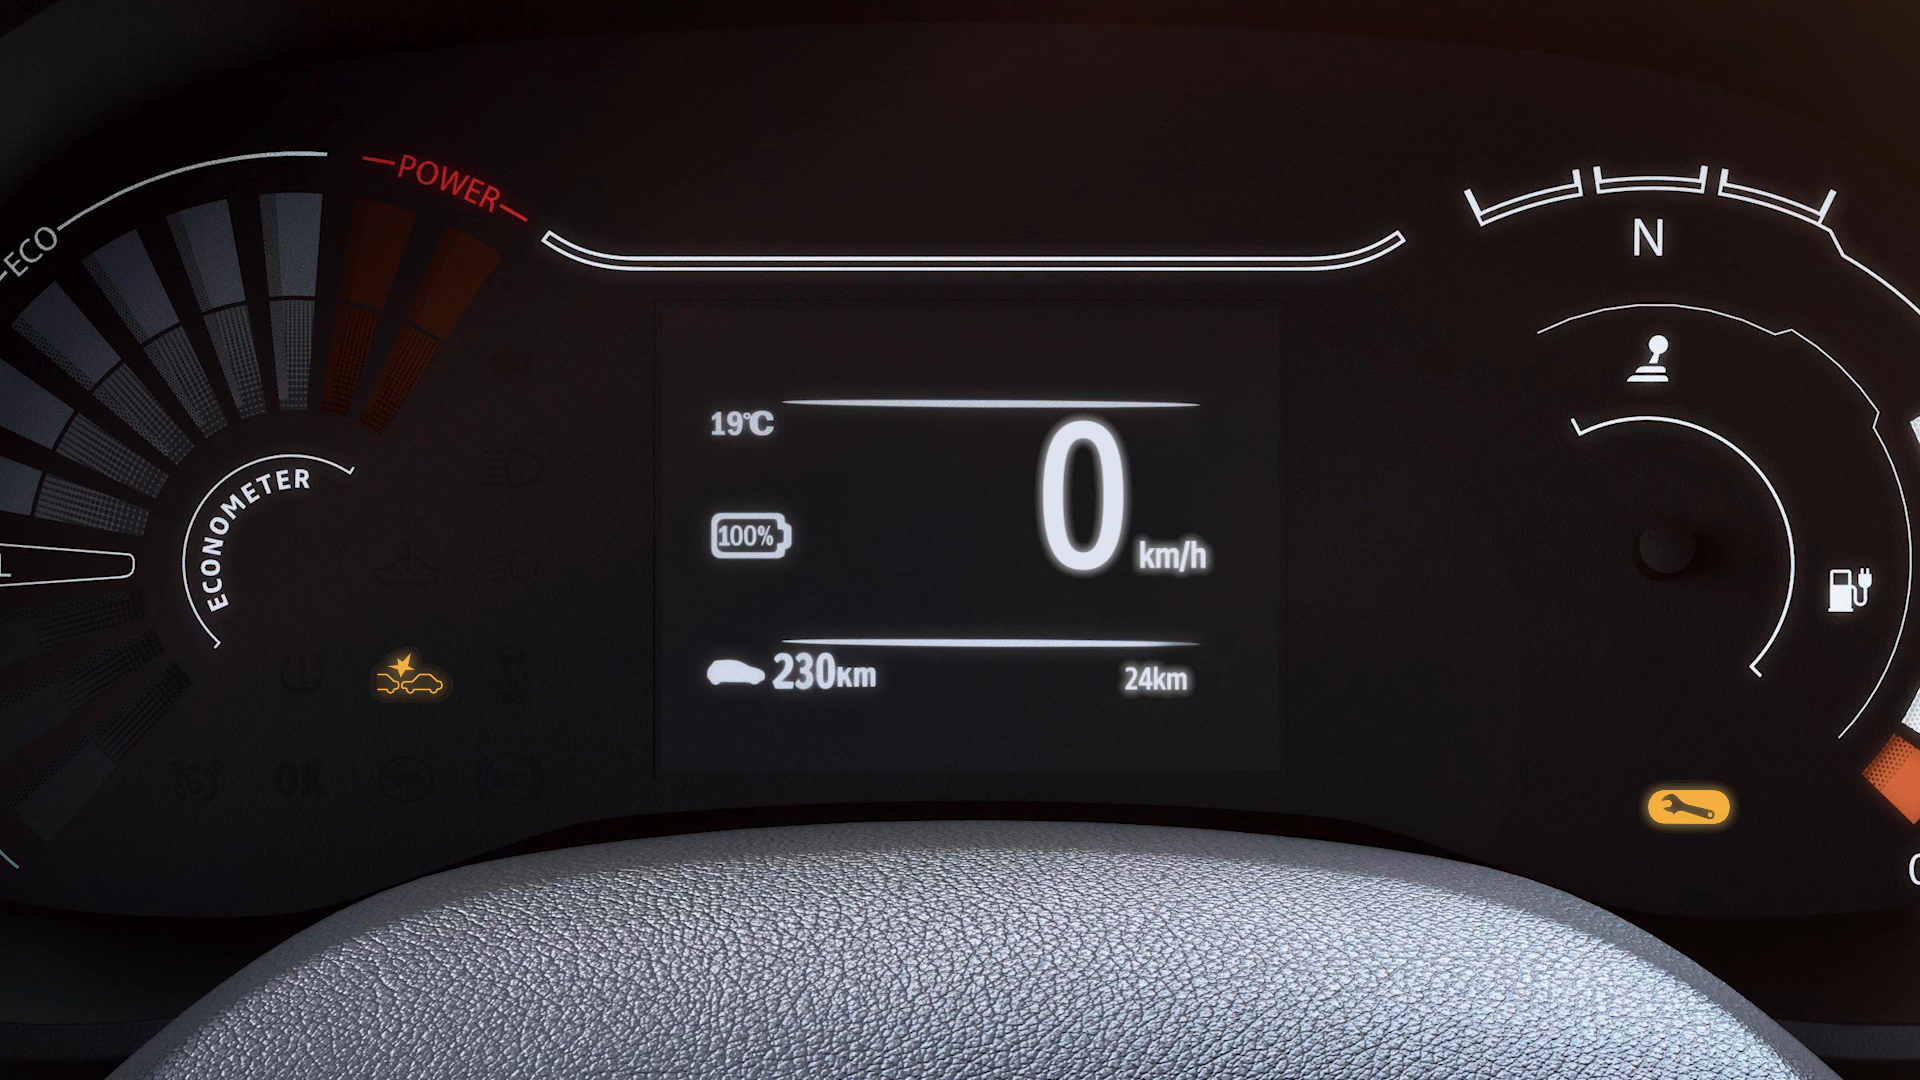 POWER
ECO
N
19℃
0
km/h
ECONOMETER
100%
L
230KM
24km
OK